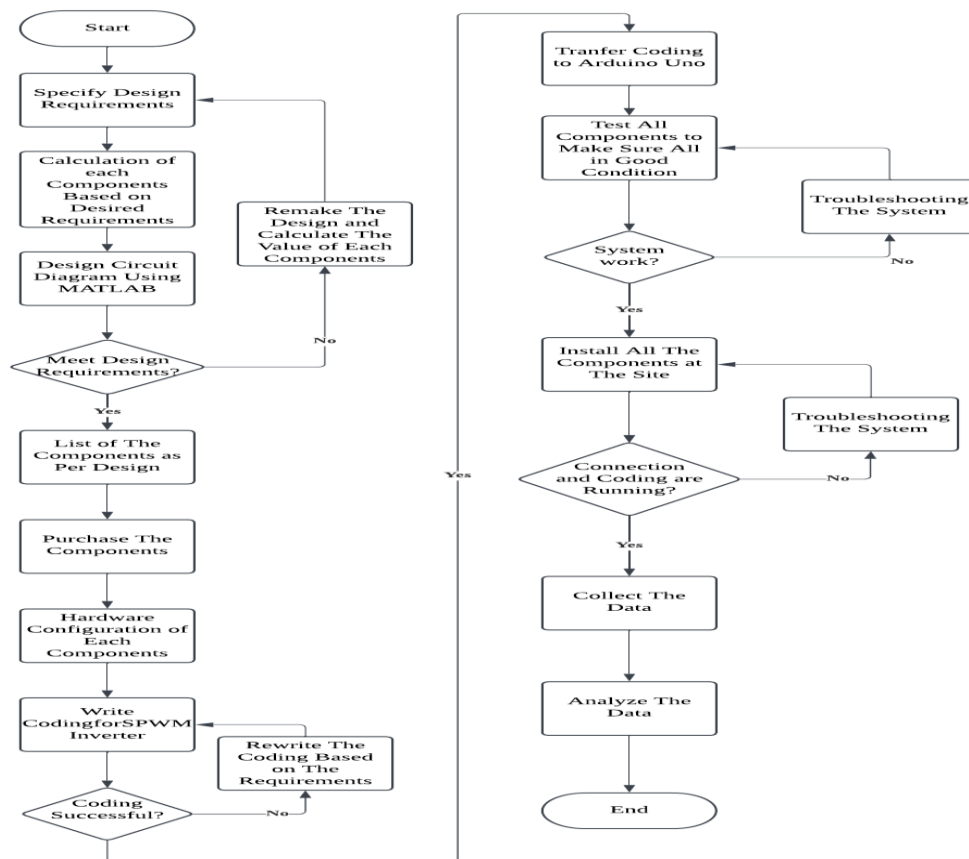 Start
Specify Design
Requirements
Calculation of
each
Components
Based on
Desired
Requirements
Remake The
Design and
Calculate The
Value of Each
Components
Design Circuit
Diagram Using
MATLAB
No
Meet Design
Requirements?
Yes
List of The
Components as
Per Design
Purchase The
Components
Hardware
Configuration of
Each
Components
Write
CodingforSPWM
Inverter
Rewrite The
Coding Based
on The
Requirements
Coding
Successful?
No
Yes
Tranfer Coding
to Arduino Uno
Test All
Components to
Make Sure All
in Good
Condition
Troubleshooting
The System
System
work?
No
Yes
Install All The
Components at
The Site
Troubleshooting
The System
Connection
and Coding are
Running?
No
Yes
Collect The
Data
Analyze The
Data
End